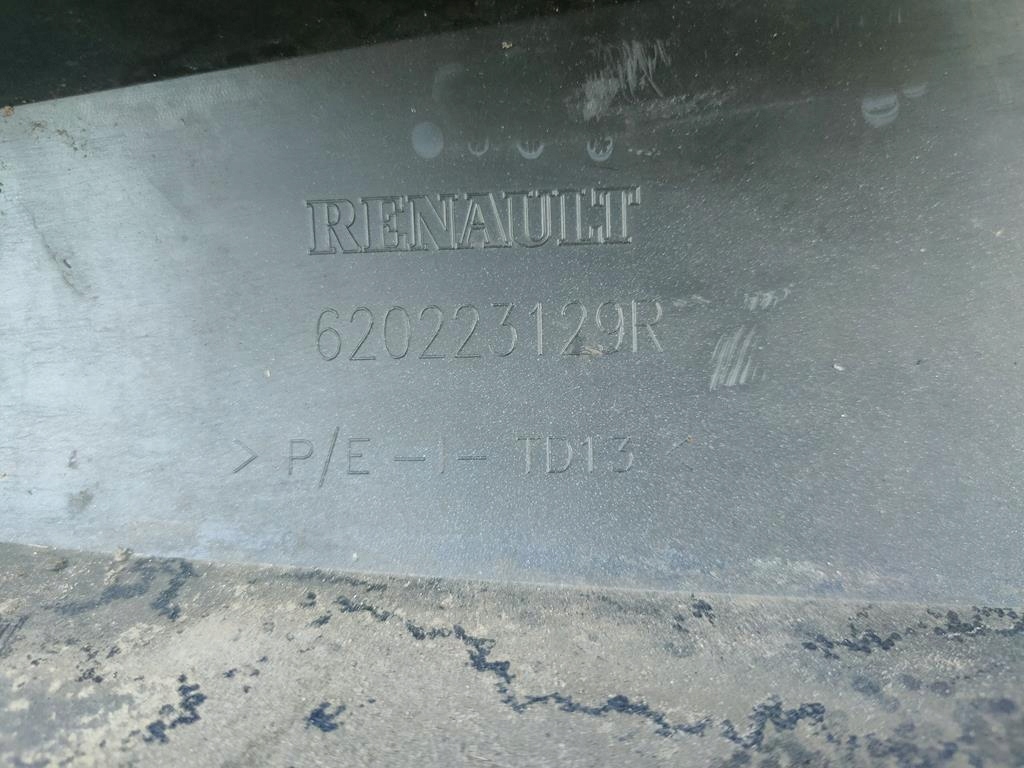 RENAULT
620223129R
> P/E -I- TD13 <